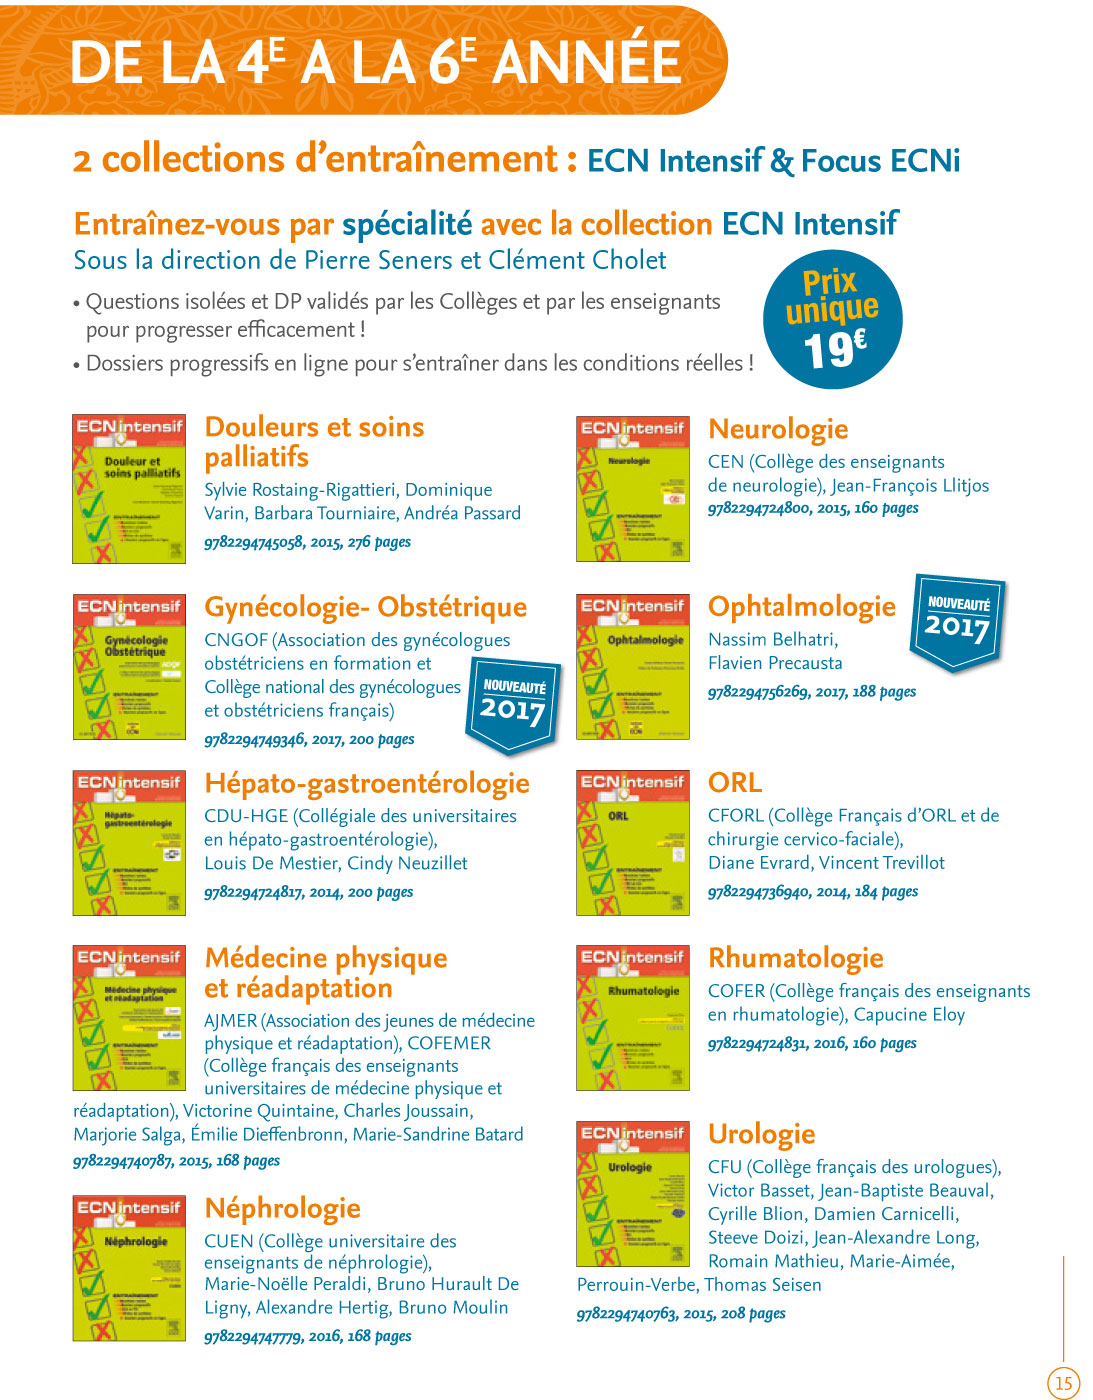 DE LA 4E A LA 6E ANNÉE
2 collections d’entraînement : ECN Intensif & Focus ECNi
Entraînez-vous par spécialité avec la collection ECN Intensif
Sous la direction de Pierre Seners et Clément Cholet
• Questions isolées et DP validés par les Collèges et par les enseignants
pour progresser efficacement !
• Dossiers progressifs en ligne pour s’entraîner dans les conditions réelles !
Prix
unique
19€
ECNintensif
Douleur et
soins palliatifs
Douleurs et soins
palliatifs
Sylvie Rostaing-Rigattieri, Dominique
Varin, Barbara Tourniaire, Andréa Passard
9782294745058, 2015, 276 pages
ECNintensif
Gynécologie
Obstétrique
Gynécologie- Obstétrique
CNGOF (Association des gynécologues
obstétriciens en formation et
Collège national des gynécologues
et obstétriciens français)
9782294749346, 2017, 200 pages
NOUVEAUTÉ
2017
ECNintensif
Hépato-
gastroentérologie
Hépato-gastroentérologie
CDU-HGE (Collégiale des universitaires
en hépato-gastroentérologie),
Louis De Mestier, Cindy Neuzillet
9782294724817, 2014, 200 pages
ECNintensif
Médecine physique
et réadaptation
Médecine physique
et réadaptation
AJMER (Association des jeunes de médecine
physique et réadaptation), COFEMER
(Collège français des enseignants
universitaires de médecine physique et
réadaptation), Victorine Quintaine, Charles Joussain,
Marjorie Salga, Émilie Dieffenbronn, Marie-Sandrine Batard
9782294740787, 2015, 168 pages
ECNintensif
Néphrologie
Néphrologie
CUEN (Collège universitaire des
enseignants de néphrologie),
Marie-Noëlle Peraldi, Bruno Hurault De
Ligny, Alexandre Hertig, Bruno Moulin
9782294747779, 2016, 168 pages
ECNintensif
Neurologie
Neurologie
CEN (Collège des enseignants
de neurologie), Jean-François Llitjos
9782294724800, 2015, 160 pages
ECNintensif
Ophtalmologie
Ophtalmologie
Nassim Belhatri,
Flavien Precausta
9782294756269, 2017, 188 pages
NOUVEAUTÉ
2017
ECNintensif
ORL
ORL
CFORL (Collège Français d’ORL et de
chirurgie cervico-faciale),
Diane Evrard, Vincent Trevillot
9782294736940, 2014, 184 pages
ECNintensif
Rhumatologie
Rhumatologie
COFER (Collège français des enseignants
en rhumatologie), Capucine Eloy
9782294724831, 2016, 160 pages
ECNintensif
Urologie
Urologie
CFU (Collège français des urologues),
Victor Basset, Jean-Baptiste Beauval,
Cyrille Blion, Damien Carnicelli,
Steeve Doizi, Jean-Alexandre Long,
Romain Mathieu, Marie-Aimée,
Perrouin-Verbe, Thomas Seisen
9782294740763, 2015, 208 pages
15